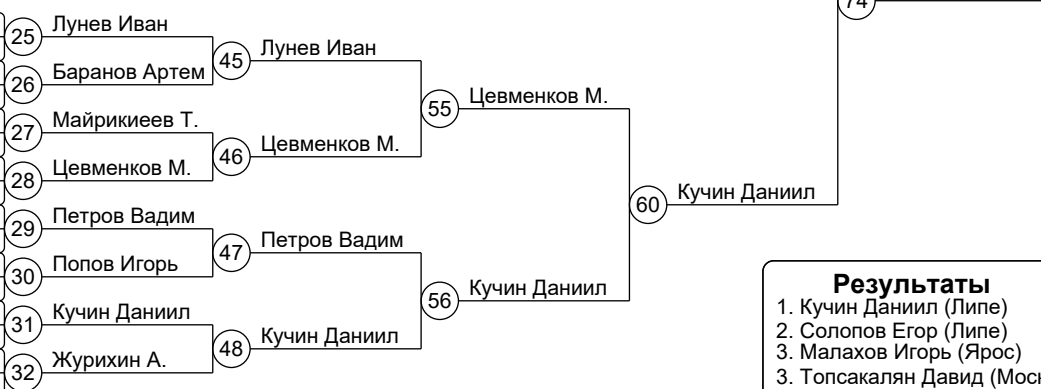 74
25 Лунев Иван
45 Лунев Иван
26 Баранов Артем
55 Цевменков М.
27 Майрикиеев Т.
46 Цевменков М.
28 Цевменков М.
60 Кучин Даниил
29 Петров Вадим
47 Петров Вадим
30 Попов Игорь
56 Кучин Даниил
31 Кучин Даниил
48 Кучин Даниил
32 Журихин А.
Результаты
1. Кучин Даниил (Липе)
2. Солопов Егор (Липе)
3. Малахов Игорь (Ярос)
3. Топсакалян Давид (Моск